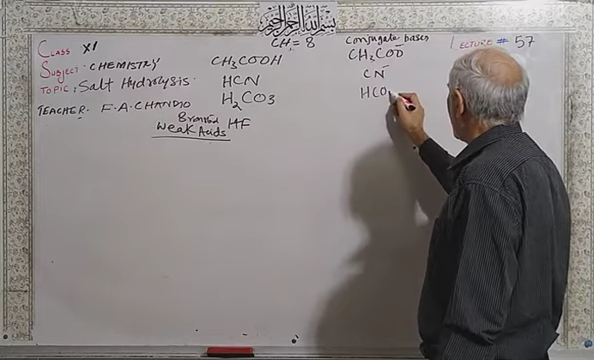 بسم الله الرحمن الرحيم
CH = 8
CLASS XI
SUBJECT . CHEMISTRY
TOPIC: Salt Hydrolysis.
TEACHER. F.A. CHANDIO
CH3COOH
HCN
H2CO3
HF
Bronsted
Weak Acids
Conjugate bases
CH3COO-
CN-
HCO
LECTURE # 57